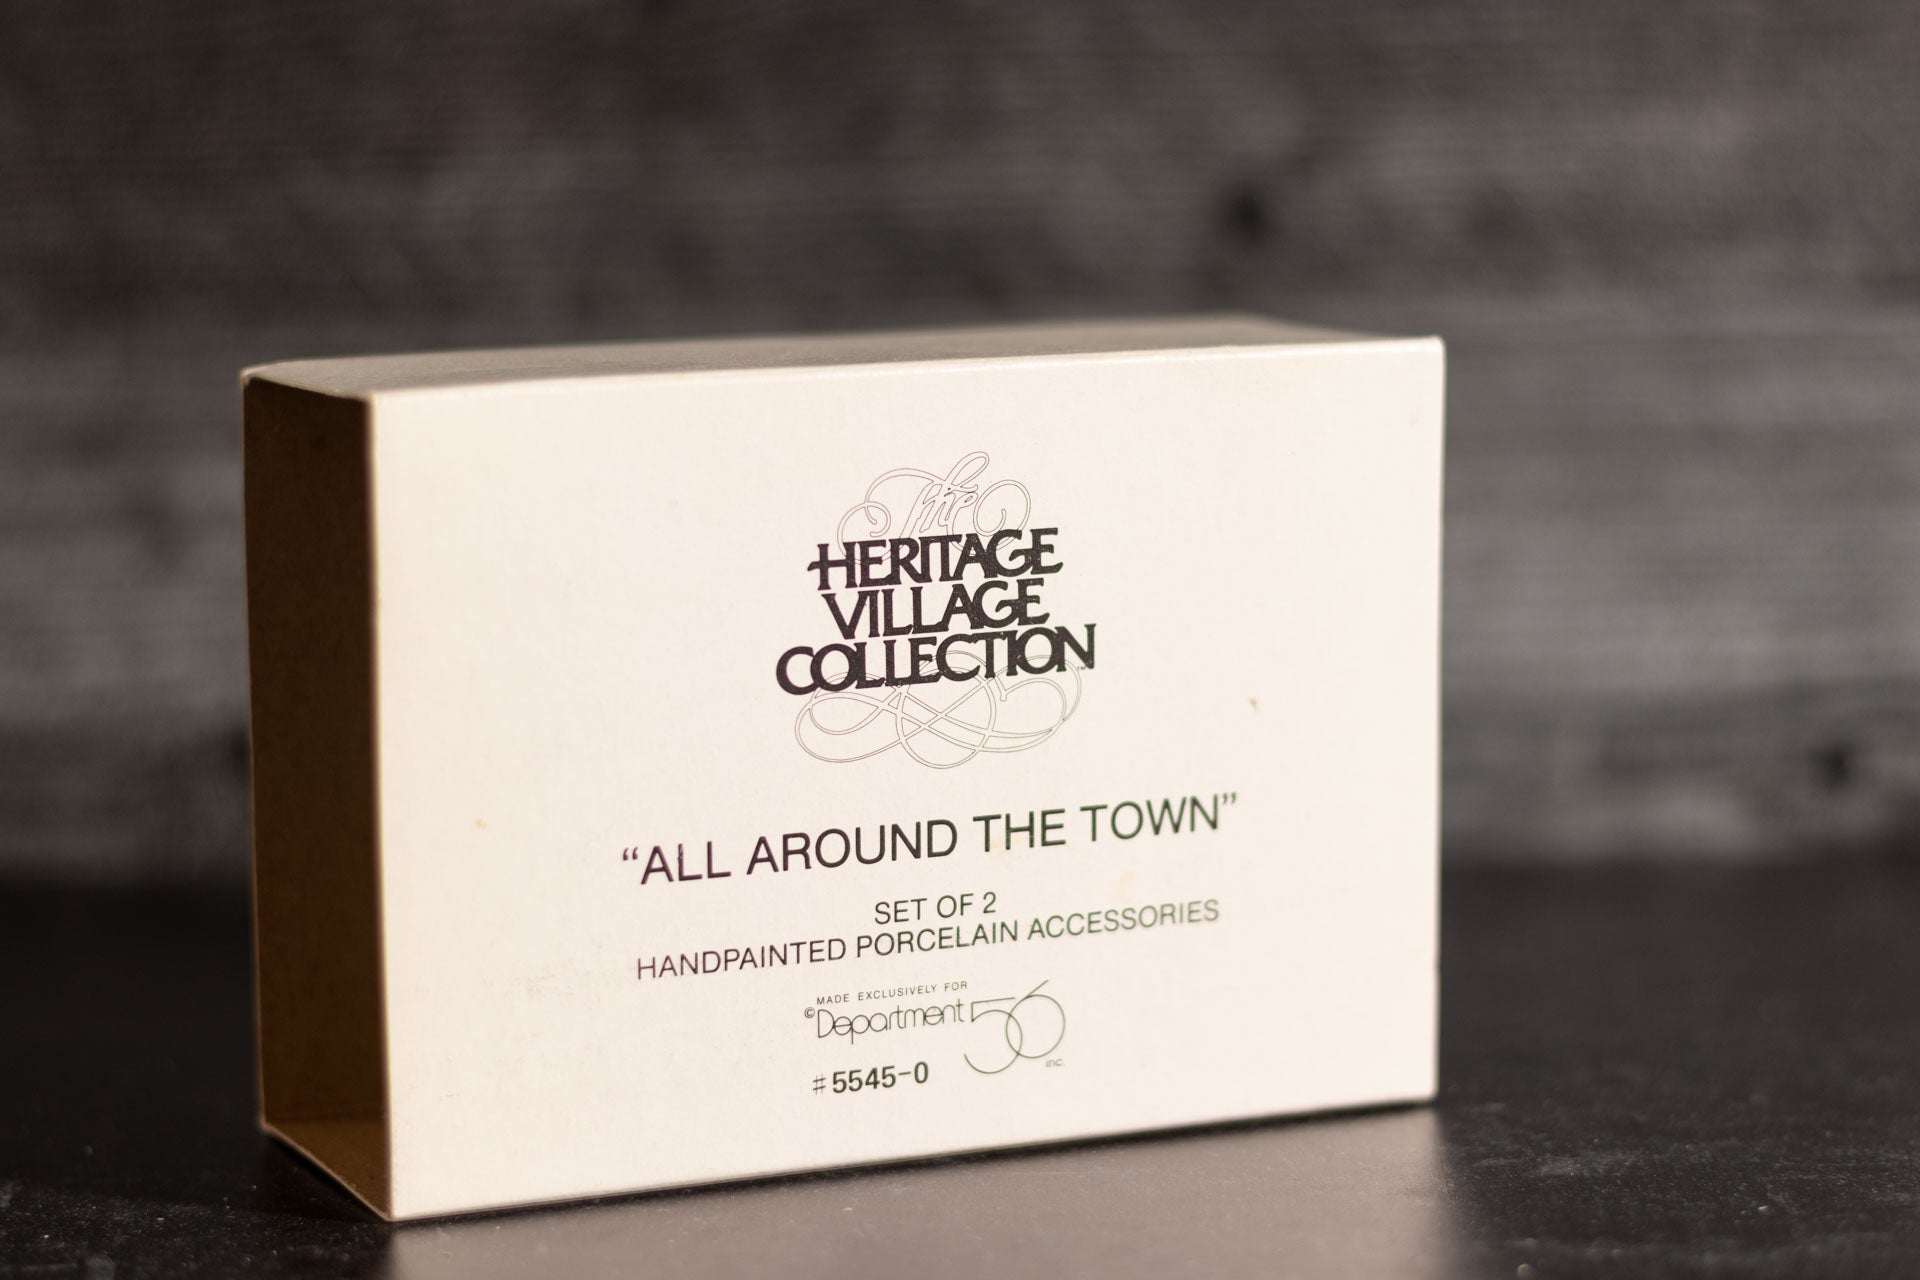 The
HERITAGE
VILLAGE
COLLECTION™
“ALL AROUND THE TOWN”
SET OF 2
HANDPAINTED PORCELAIN ACCESSORIES
MADE EXCLUSIVELY FOR
©Department 56 inc.
#5545-0